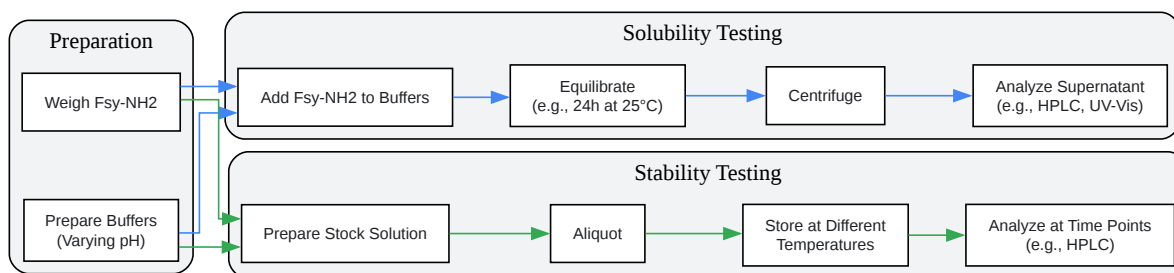 Preparation
Weigh Fsy-NH2
Prepare Buffers
(Varying pH)
Solubility Testing
Add Fsy-NH2 to Buffers
Equilibrate
(e.g., 24h at 25°C)
Centrifuge
Analyze Supernatant
(e.g., HPLC, UV-Vis)
Stability Testing
Prepare Stock Solution
Aliquot
Store at Different
Temperatures
Analyze at Time Points
(e.g., HPLC)